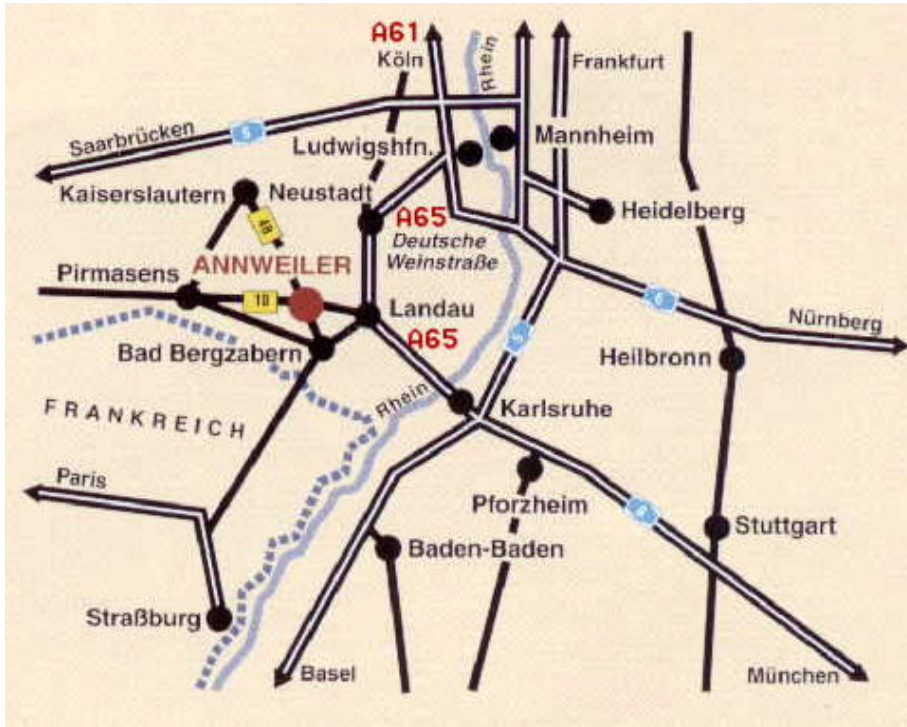 A61
Köln
Rhein
Frankfurt
Saarbrücken
6
Ludwigshfn.
Mannheim
Kaiserslautern
Neustadt
48
A65
Heidelberg
Deutsche
Weinstraße
ANNWEILER
Pirmasens
10
Landau
6
Nürnberg
A65
5
Bad Bergzabern
Heilbronn
Rhein
Karlsruhe
FRANKREICH
Paris
Pforzheim
8
Stuttgart
Baden-Baden
Straßburg
Basel
München